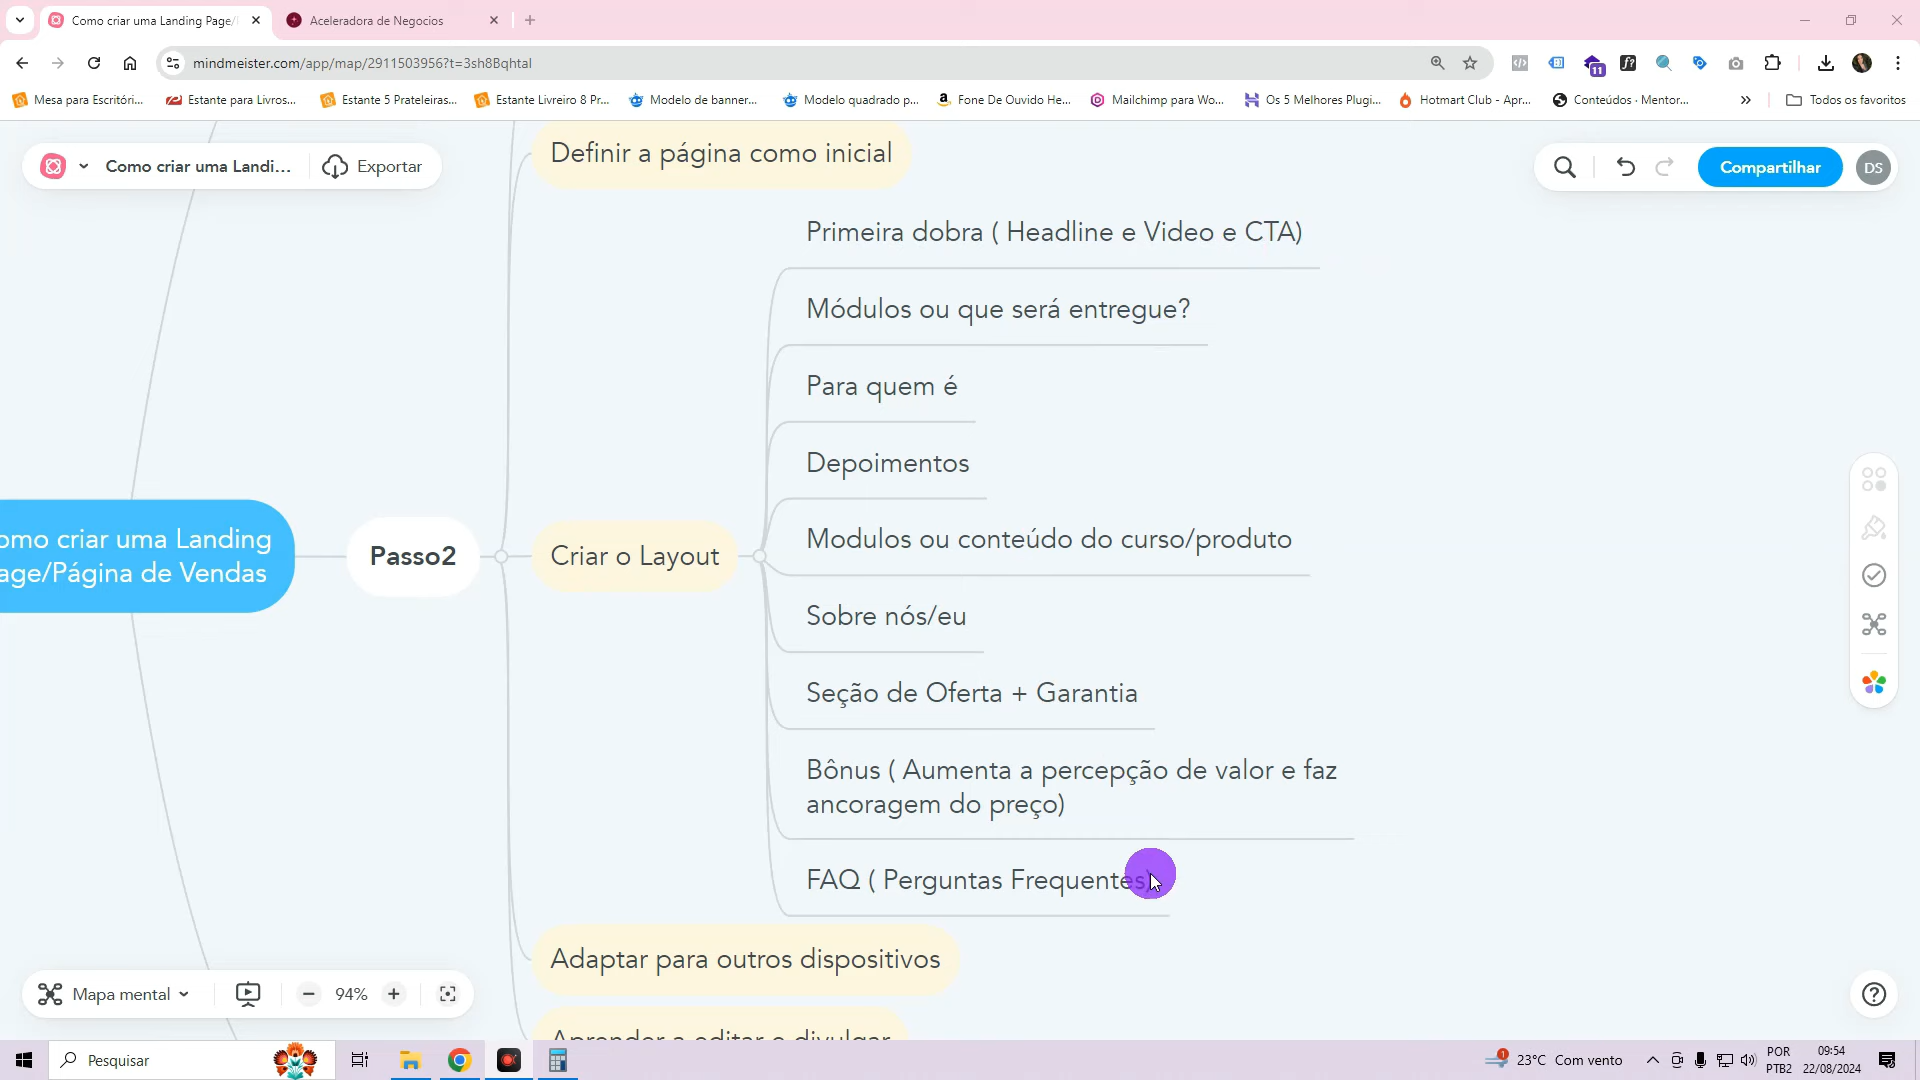 Como criar uma Landing Page/
Aceleradora de Negocios
mindmeister.com/app/map/2911503956?t=3sh8Bqhtal
11
Mesa para Escritóri...
Estante para Livros...
Estante 5 Prateleiras...
Estante Livreiro 8 Pr...
Modelo de banner...
Modelo quadrado p...
Fone De Ouvido He...
Mailchimp para Wo...
Os 5 Melhores Plugi...
Hotmart Club - Apr...
Conteúdos · Mentor...
Todos os favoritos
Como criar uma Landi...
Exportar
Compartilhar
DS
Definir a página como inicial
Primeira dobra ( Headline e Video e CTA)
Módulos ou que será entregue?
Para quem é
Depoimentos
omo criar uma Landing
age/Página de Vendas
Passo2
Criar o Layout
Modulos ou conteúdo do curso/produto
Sobre nós/eu
Seção de Oferta + Garantia
Bônus ( Aumenta a percepção de valor e faz
ancoragem do preço)
FAQ ( Perguntas Frequentes)
Adaptar para outros dispositivos
Aprender a editar e divulgar
Mapa mental
94%
Pesquisar
1
23°C Com vento
POR
PTB2
09:54
22/08/2024